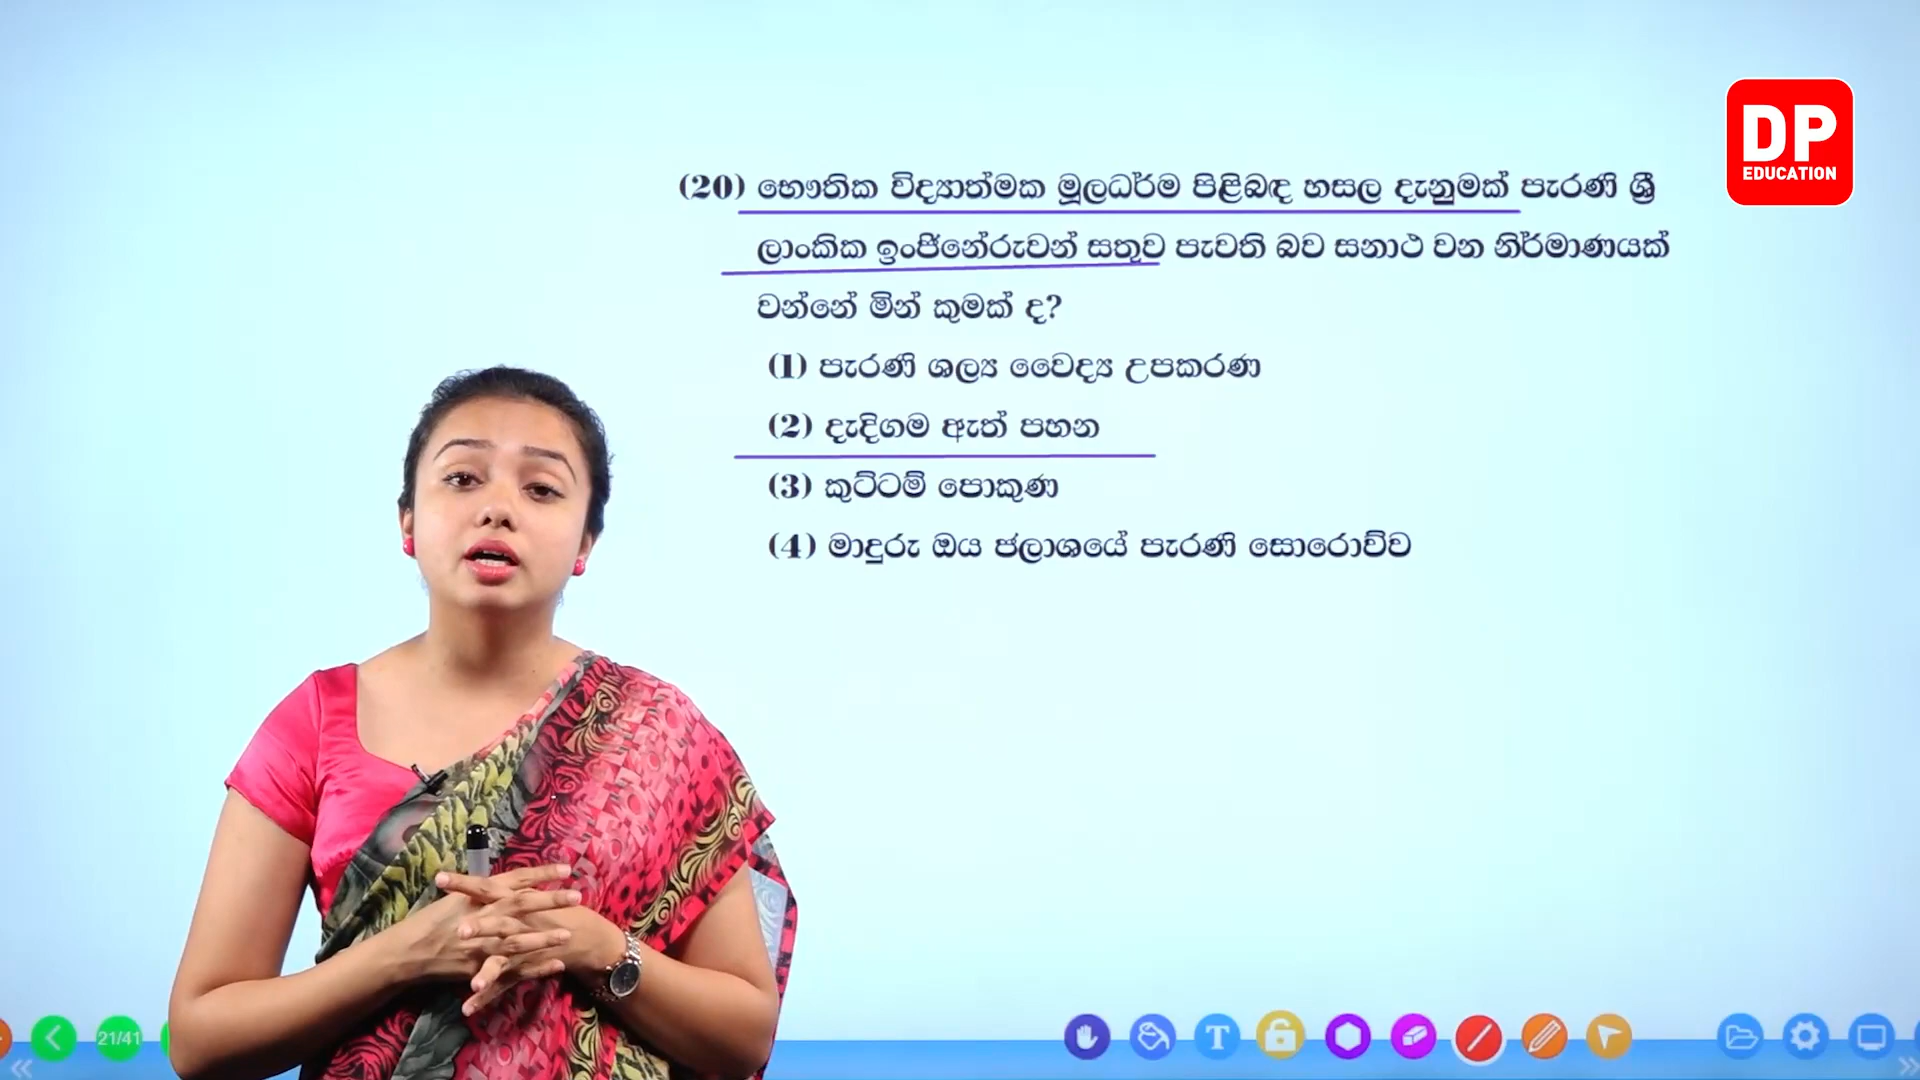 DP
EDUCATION
(20) භෞතික විද්‍යාත්මක මූලධර්ම පිළිබඳ හසල දැනුමක් පැරණි ශ්‍රී
ලාංකික ඉංජිනේරුවන් සතුව පැවති බව සනාථ වන නිර්මාණයක්
වන්නේ මින් කුමක් ද?
(1) පැරණි ශල්‍ය වෛද්‍ය උපකරණ
(2) දැදිගම ඇත් පහන
(3) කුට්ටම් පොකුණ
(4) මාදුරු ඔය ජලාශයේ පැරණි සොරොව්ව
21/41
T